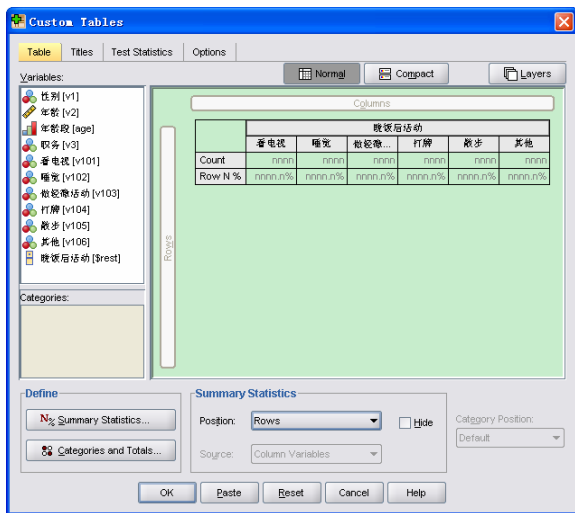 Custom Tables
Table Titles Test Statistics Options
Variables:
Normal Compact Layers
性别 [v1]
年龄 [v2]
年龄段 [age]
职务 [v3]
看电视 [v101]
睡觉 [v102]
做轻微活动 [v103]
打牌 [v104]
散步 [v105]
其他 [v106]
晚饭后活动 [$rest]
Categories:
Columns
Rows
晚饭后活动
看电视 睡觉 做轻微... 打牌 散步 其他
Count nnnn nnnn nnnn nnnn nnnn nnnn
Row N % nnnn.n% nnnn.n% nnnn.n% nnnn.n% nnnn.n% nnnn.n%
Define
N% Summary Statistics...
Categories and Totals...
Summary Statistics
Position: Rows Hide
Source: Column Variables
Category Position:
Default
OK Paste Reset Cancel Help